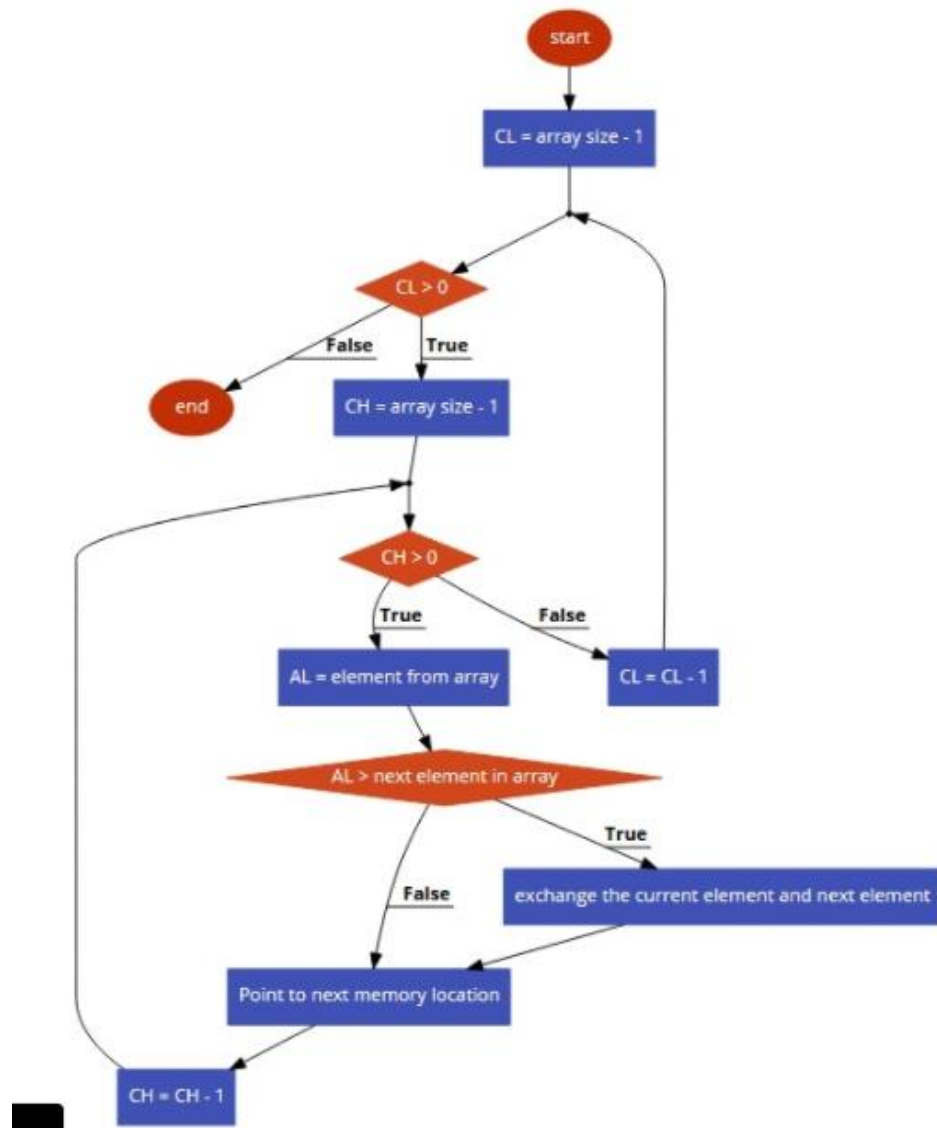 start
CL = array size - 1
CL > 0
False
True
end
CH = array size - 1
CH > 0
True
False
AL = element from array
CL = CL - 1
AL > next element in array
True
False
exchange the current element and next element
Point to next memory location
CH = CH - 1